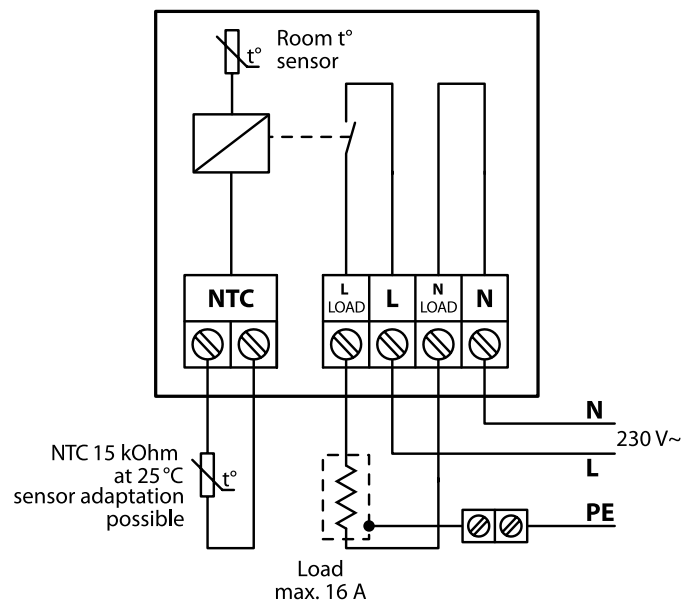 Room t°
sensor
t°
NTC
L
LOAD
L
N
LOAD
N
N
230 V~
L
NTC 15 kOhm
at 25 °C
sensor adaptation
possible
t°
PE
Load
max. 16 A